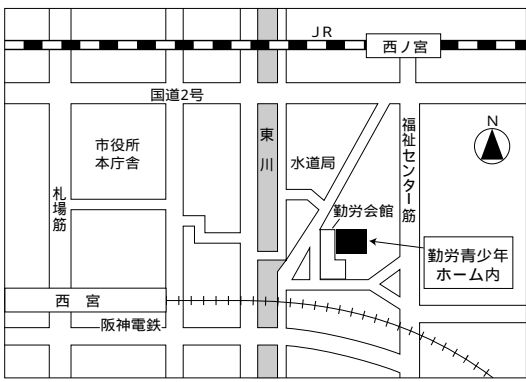 JR
西ノ宮
国道2号
市役所
本庁舎
東川
水道局
福祉センター筋
N
札場筋
勤労会館
勤労青少年
ホーム内
西 宮
阪神電鉄